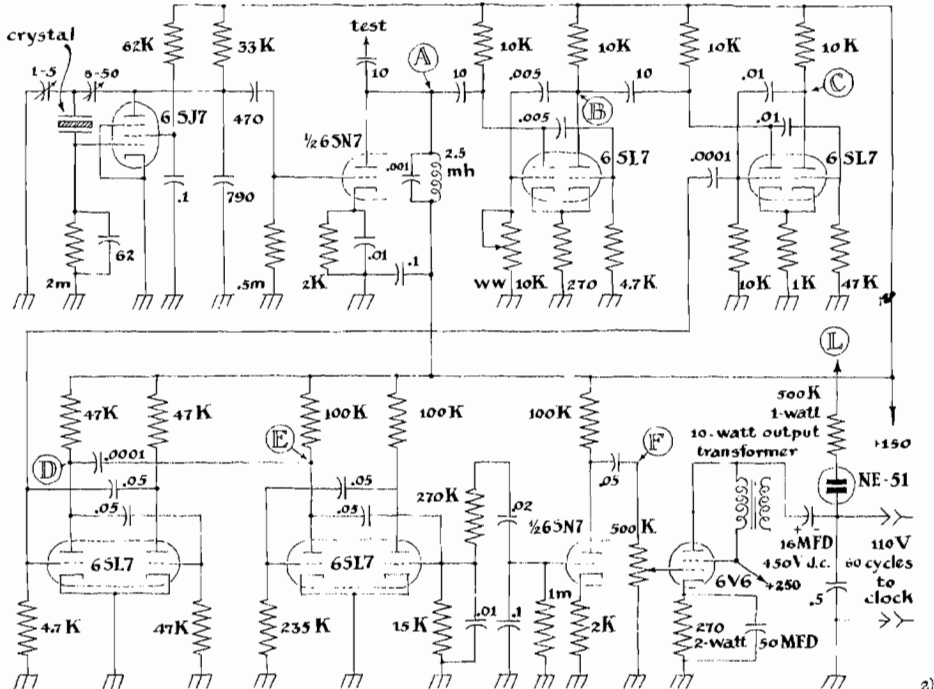 test
crystal
62K
33K
10K
10K
10K
10K
A
1-5
5-50
10
10
.005
B
10
.01
C
6SJ7
470
.005
.01
½6SN7
2.5
mh
.001
6SL7
.0001
6SL7
.1
790
62
.01
.1
2m
.5m
2K
WW
10K
270
4.7K
10K
1K
47K
L
500K
1-watt
10-watt output
transformer
+150
47K
47K
100K
100K
100K
D
.0001
E
F
NE-51
.05
.05
.05
.05
270K
.02
.05
½6SN7
500K
16MFD
450V d.c.
110V
60 cycles
to
clock
6SL7
6SL7
6V6
+250
.5
4.7K
47K
235K
15K
.01
.1
1m
2K
270
2-watt
50MFD